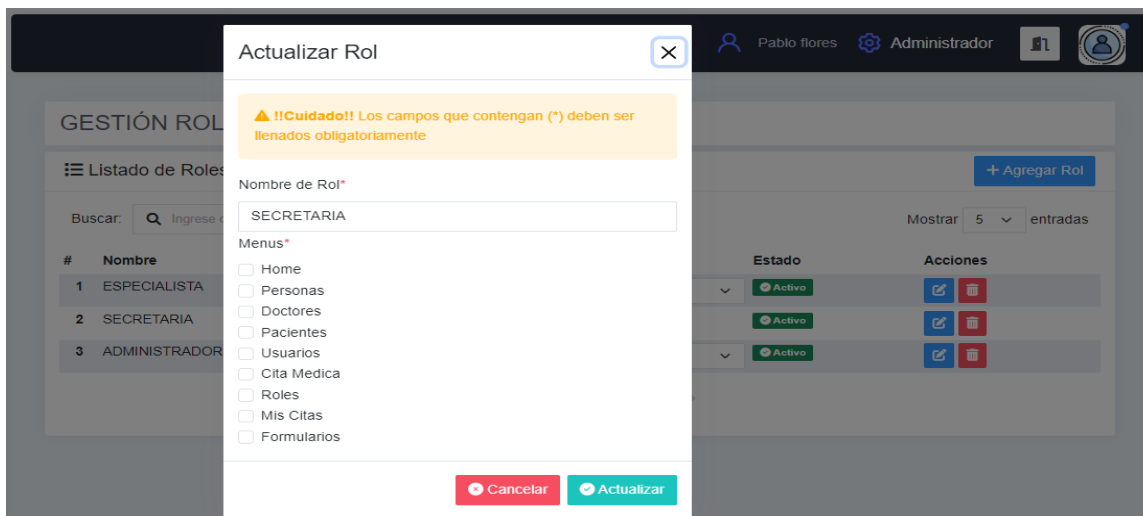 Pablo flores Administrador
Actualizar Rol
!!Cuidado!! Los campos que contengan (*) deben ser
llenados obligatoriamente
Nombre de Rol*
SECRETARIA
Menus*
Home
Personas
Doctores
Pacientes
Usuarios
Cita Medica
Roles
Mis Citas
Formularios
Cancelar Actualizar
GESTIÓN ROL
Listado de Roles + Agregar Rol
Buscar: Ingrese Mostrar 5 entradas
# Nombre Estado Acciones
1 ESPECIALISTA Activo
2 SECRETARIA Activo
3 ADMINISTRADOR Activo